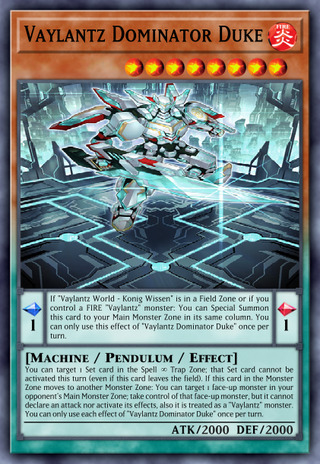 Vaylantz Dominator Duke
FIRE
炎
If "Vaylantz World - Konig Wissen" is in a Field Zone or if you
control a FIRE "Vaylantz" monster: You can Special Summon
this card to your Main Monster Zone in its same column. You
can only use this effect of "Vaylantz Dominator Duke" once per
turn.
1
1
[Machine / Pendulum / Effect]
You can target 1 Set card in the Spell & Trap Zone; that Set card cannot be
activated this turn (even if this card leaves the field). If this card in the Monster
Zone moves to another Monster Zone: You can target 1 face-up monster in your
opponent's Main Monster Zone; take control of that face-up monster, but it cannot
declare an attack nor activate its effects, also it is treated as a "Vaylantz" monster.
You can only use each effect of "Vaylantz Dominator Duke" once per turn.
ATK/2000 DEF/2000